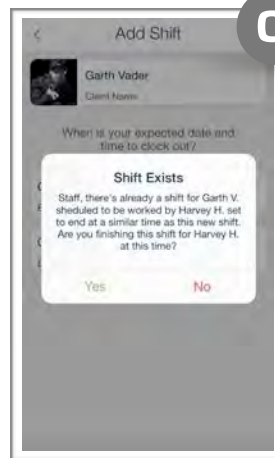 C
Add Shift
Garth Vader
Client Name
When is your expected date and
time to clock out?
Shift Exists
Staff, there's already a shift for Garth V.
sheduled to be worked by Harvey H. set
to end at a similar time as this new shift.
Are you finishing this shift for Harvey H.
at this time?
Yes
No